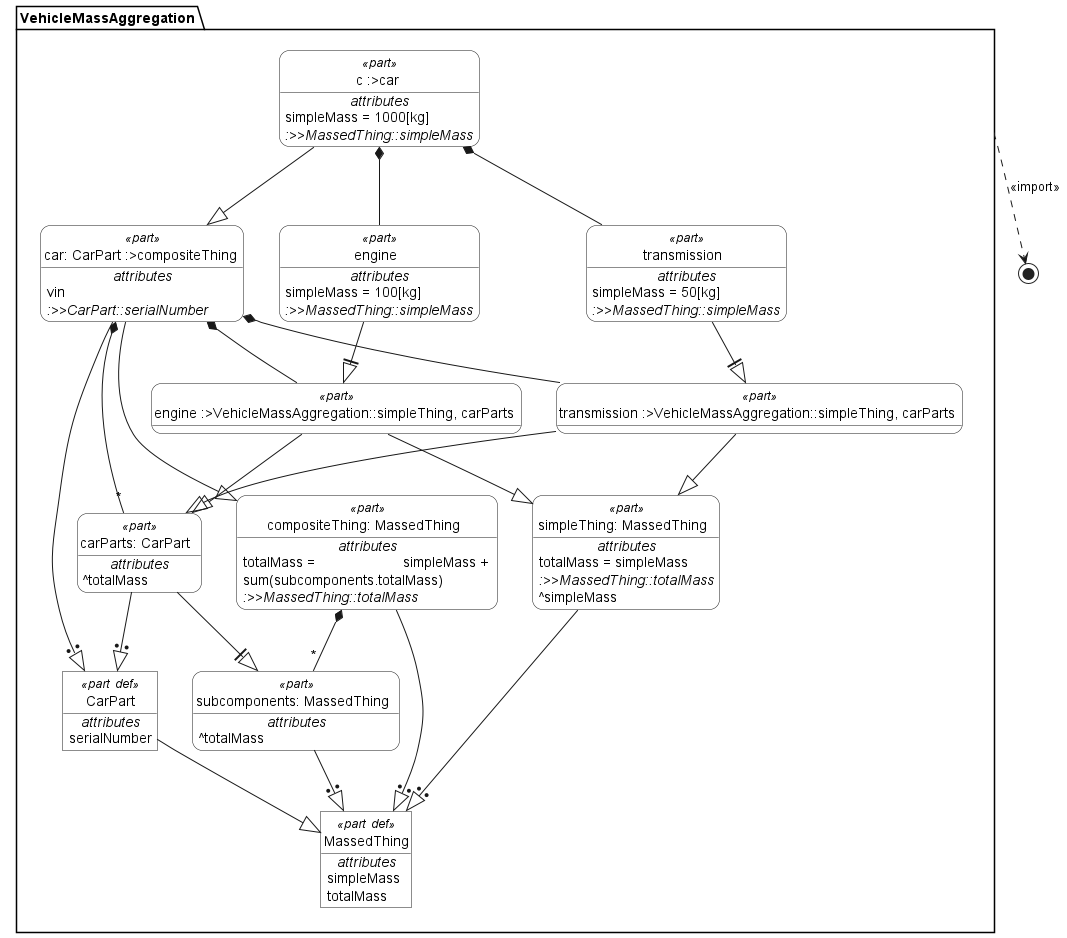 VehicleMassAggregation
«part»
c :>car
attributes
simpleMass = 1000[kg]
:>>MassedThing::simpleMass
«import»
«part»
car: CarPart :>compositeThing
attributes
vin
:>>CarPart::serialNumber
«part»
engine
attributes
simpleMass = 100[kg]
:>>MassedThing::simpleMass
«part»
transmission
attributes
simpleMass = 50[kg]
:>>MassedThing::simpleMass
«part»
engine :>VehicleMassAggregation::simpleThing, carParts
«part»
transmission :>VehicleMassAggregation::simpleThing, carParts
*
«part»
carParts: CarPart
attributes
^totalMass
«part»
compositeThing: MassedThing
attributes
totalMass = simpleMass +
sum(subcomponents.totalMass)
:>>MassedThing::totalMass
«part»
simpleThing: MassedThing
attributes
totalMass = simpleMass
:>>MassedThing::totalMass
^simpleMass
*
«part def»
CarPart
attributes
serialNumber
«part»
subcomponents: MassedThing
attributes
^totalMass
«part def»
MassedThing
attributes
simpleMass
totalMass